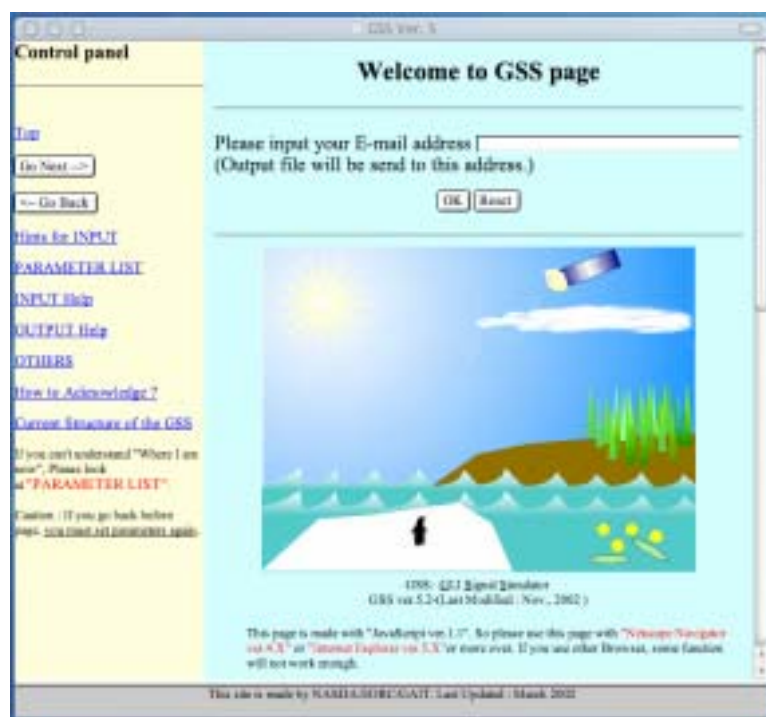 GSS Ver. 5
Control panel
Top
Go Next -->
<-- Go Back
Hints for INPUT
PARAMETER LIST
INPUT Help
OUTPUT Help
OTHERS
How to Acknowledge ?
Current Structure of the GSS
If you can't understand "Where I am
now", Please look
at "PARAMETER LIST".
Caution : If you go back before
page, you must set parameters again.
Welcome to GSS page
Please input your E-mail address
(Output file will be send to this address.)
OK Reset
GSS: GLI Signal Simulator
GSS ver.5.2-(Last Modified : Nov., 2002 )
This page is made with "JavaScript ver.1.1". So please use this page with "Netscape Navigator
ver.4.X" or "Internet Explorer ver.5.X" or more over. If you use other Browser, some function
will not work enough.
This site is made by NASDA/EORC/GAIT. Last Updated : March 2002